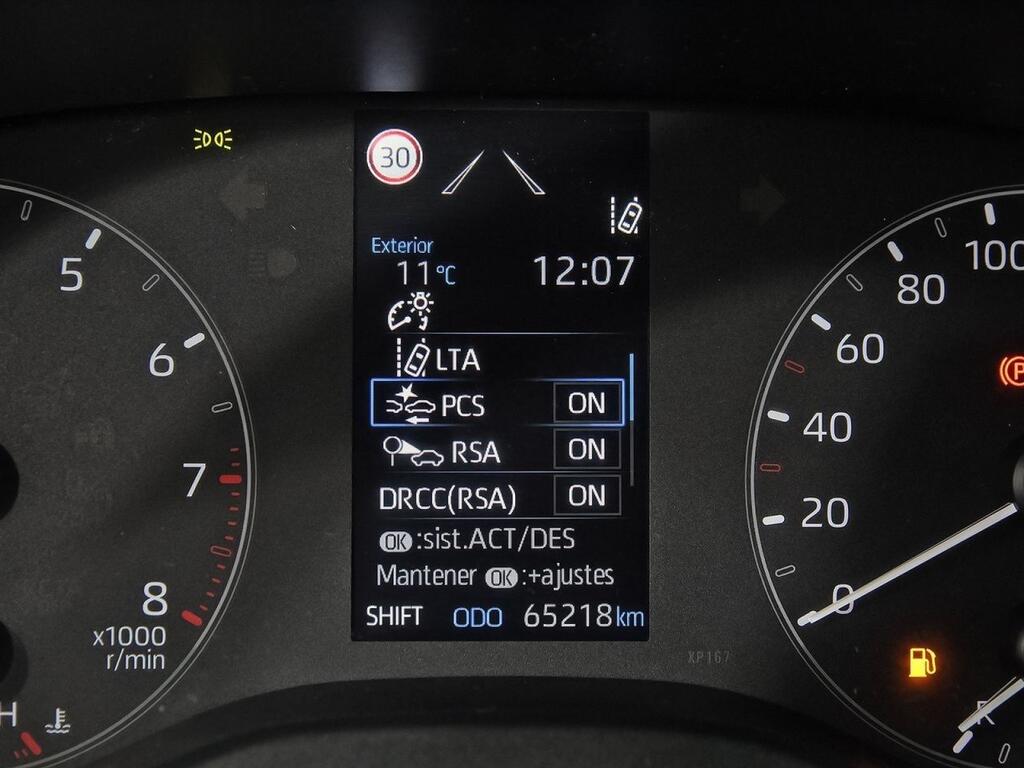 30
Exterior
11°C
12:07
LTA
PCS ON
RSA ON
DRCC(RSA) ON
OK:sist.ACT/DES
Mantener OK:+ajustes
SHIFT ODO 65218km
5
6
7
8
x1000
r/min
H
100
80
60
40
20
0
P
R
XP167